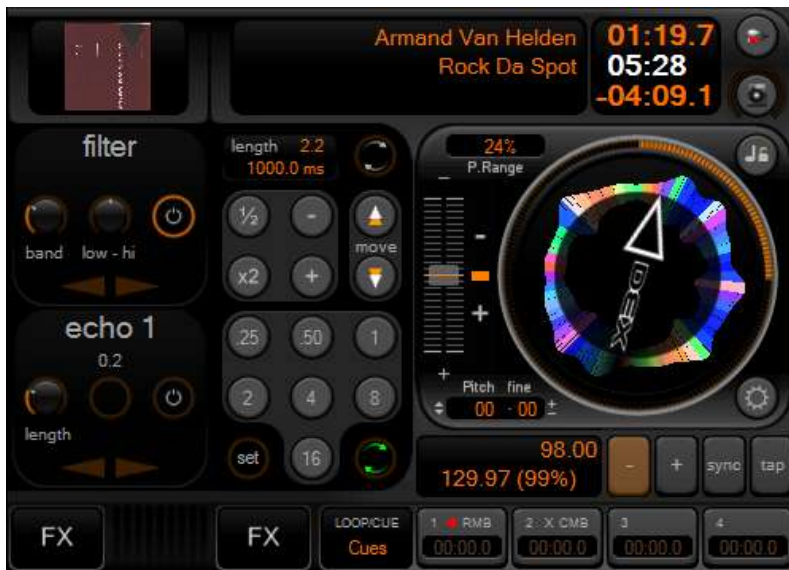 Armand Van Helden
Rock Da Spot
01:19.7
05:28
-04:09.1
filter
band low - hi
length 2.2
1000.0 ms
1/2 -
move
x2 +
24%
P.Range
-
+
DEX
echo 1
0.2
length
.25 .50 1
2 4 8
set 16
+
Pitch fine
00 - 00 ±
98.00
129.97 (99%)
- + sync tap
FX
FX
LOOP/CUE
Cues
1 RMB
00:00.0
2 X CMB
00:00.0
3
00:00.0
4
00:00.0